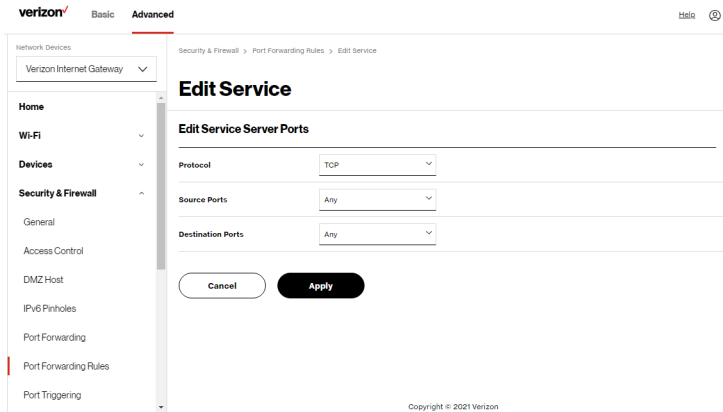 verizon✓ Basic Advanced Help
Network Devices
Verizon Internet Gateway
Home
Wi-Fi
Devices
Security & Firewall
General
Access Control
DMZ Host
IPv6 Pinholes
Port Forwarding
Port Forwarding Rules
Port Triggering
Security & Firewall > Port Forwarding Rules > Edit Service
Edit Service
Edit Service Server Ports
Protocol TCP
Source Ports Any
Destination Ports Any
Cancel Apply
Copyright © 2021 Verizon